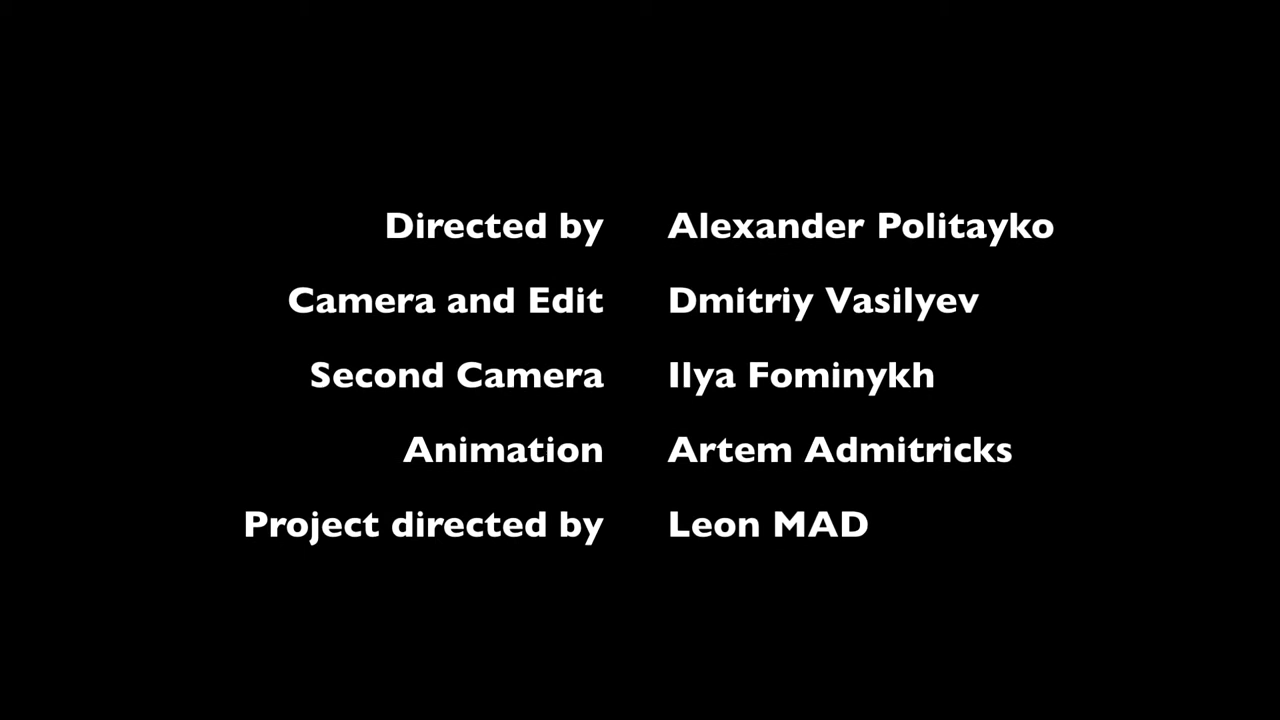 Directed by Alexander Politayko
Camera and Edit Dmitriy Vasilyev
Second Camera Ilya Fominykh
Animation Artem Admitricks
Project directed by Leon MAD